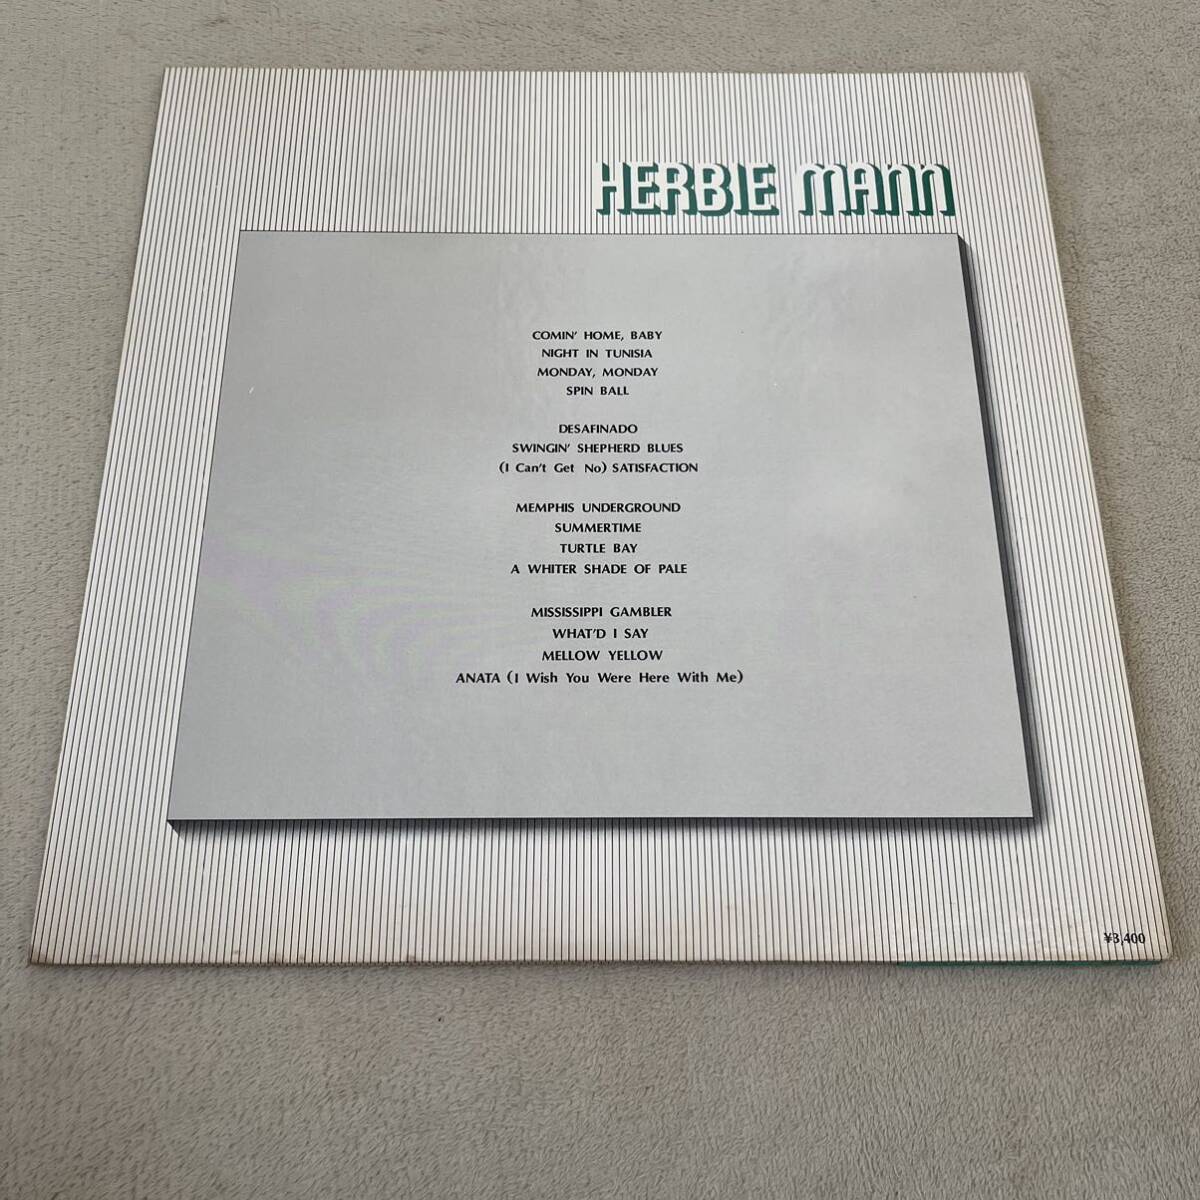 HERBIE MANN
COMIN' HOME, BABY
NIGHT IN TUNISIA
MONDAY, MONDAY
SPIN BALL
DESAFINADO
SWINGIN' SHEPHERD BLUES
(I Can't Get No) SATISFACTION
MEMPHIS UNDERGROUND
SUMMERTIME
TURTLE BAY
A WHITER SHADE OF PALE
MISSISSIPPI GAMBLER
WHAT'D I SAY
MELLOW YELLOW
ANATA (I Wish You Were Here With Me)
¥3,400